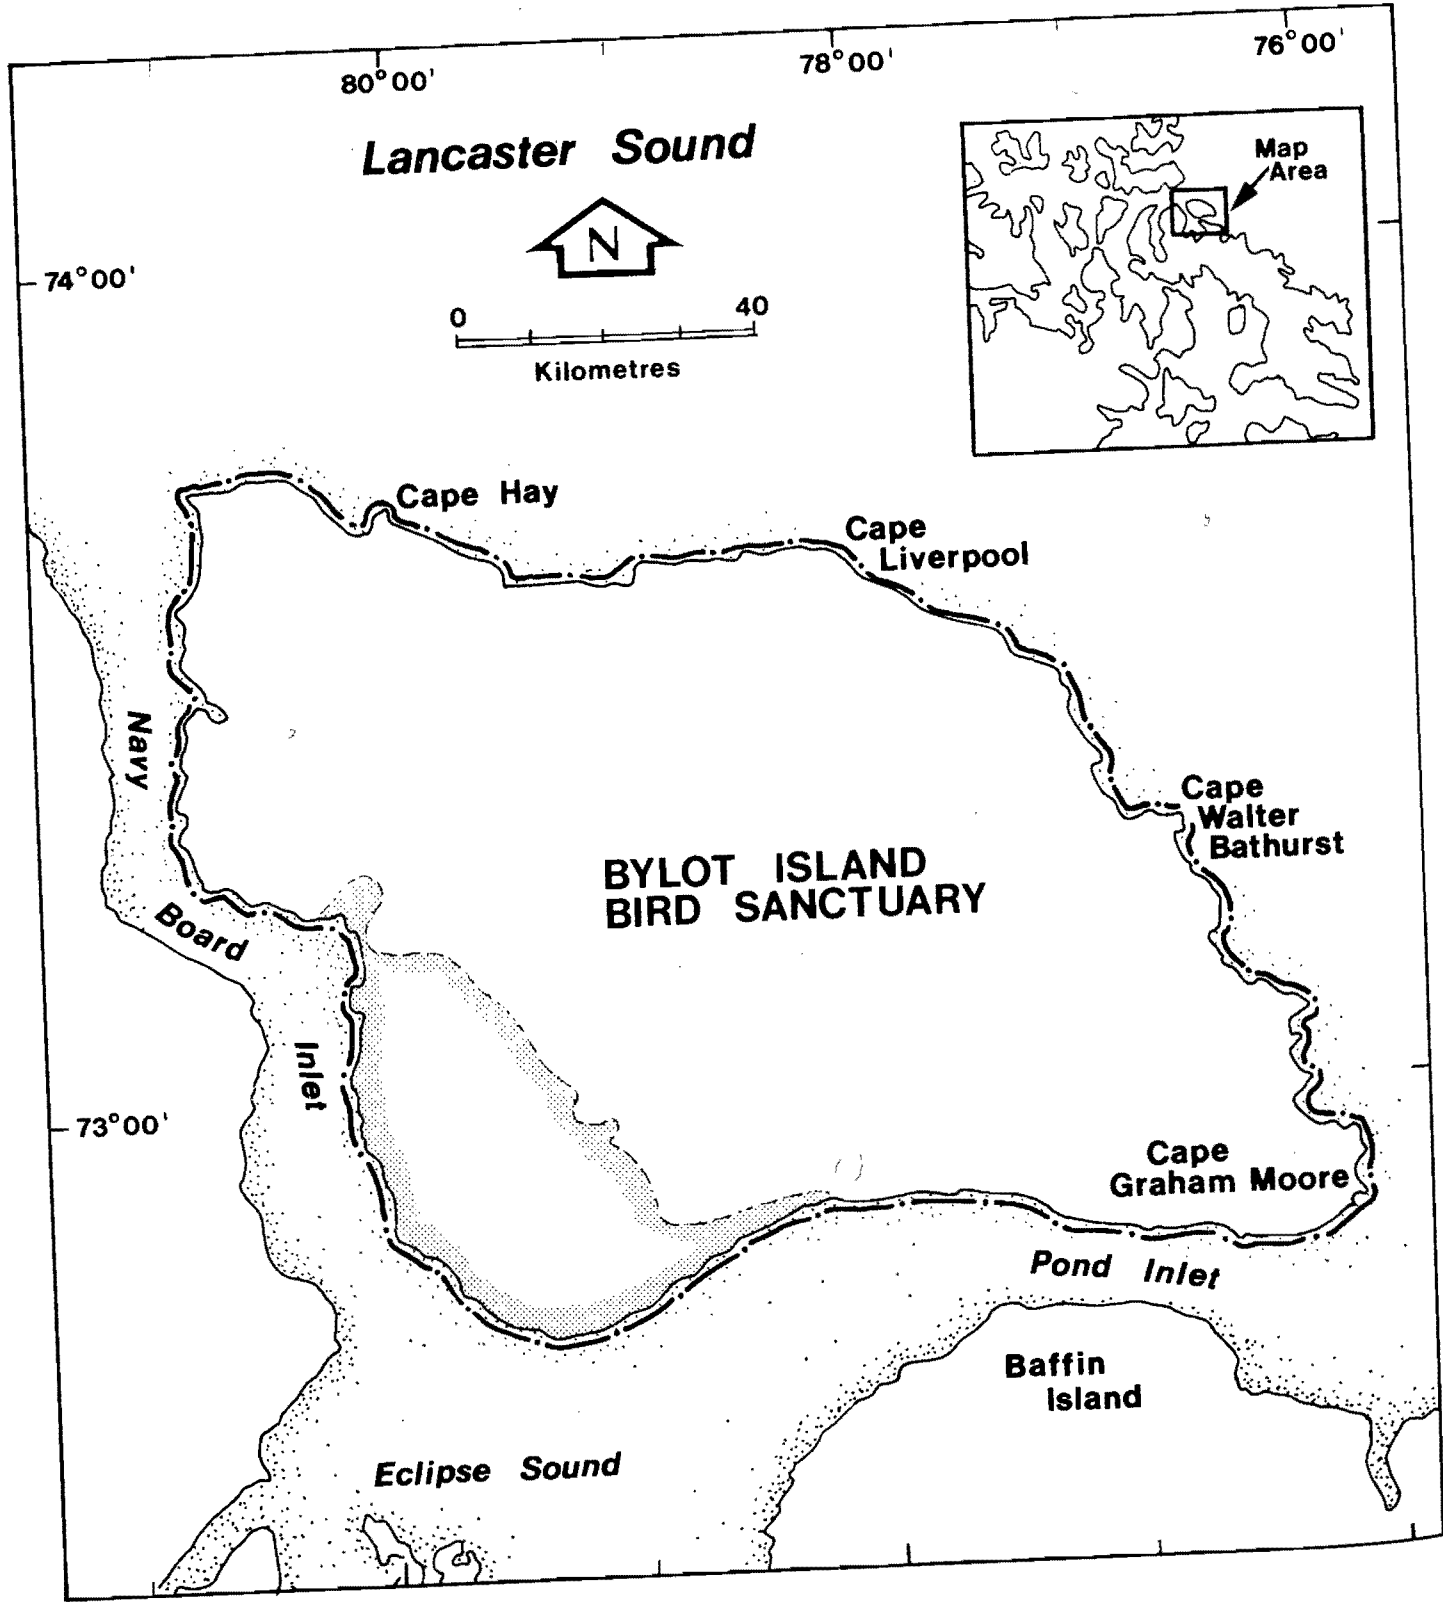 80°00'
78°00'
76°00'
Lancaster Sound
Map
Area
N
74°00'
0
40
Kilometres
Cape Hay
Cape
Liverpool
Navy
Cape
Walter
Bathurst
BYLOT ISLAND
BIRD SANCTUARY
Board
Inlet
73°00'
Cape
Graham Moore
Pond Inlet
Baffin
Island
Eclipse Sound